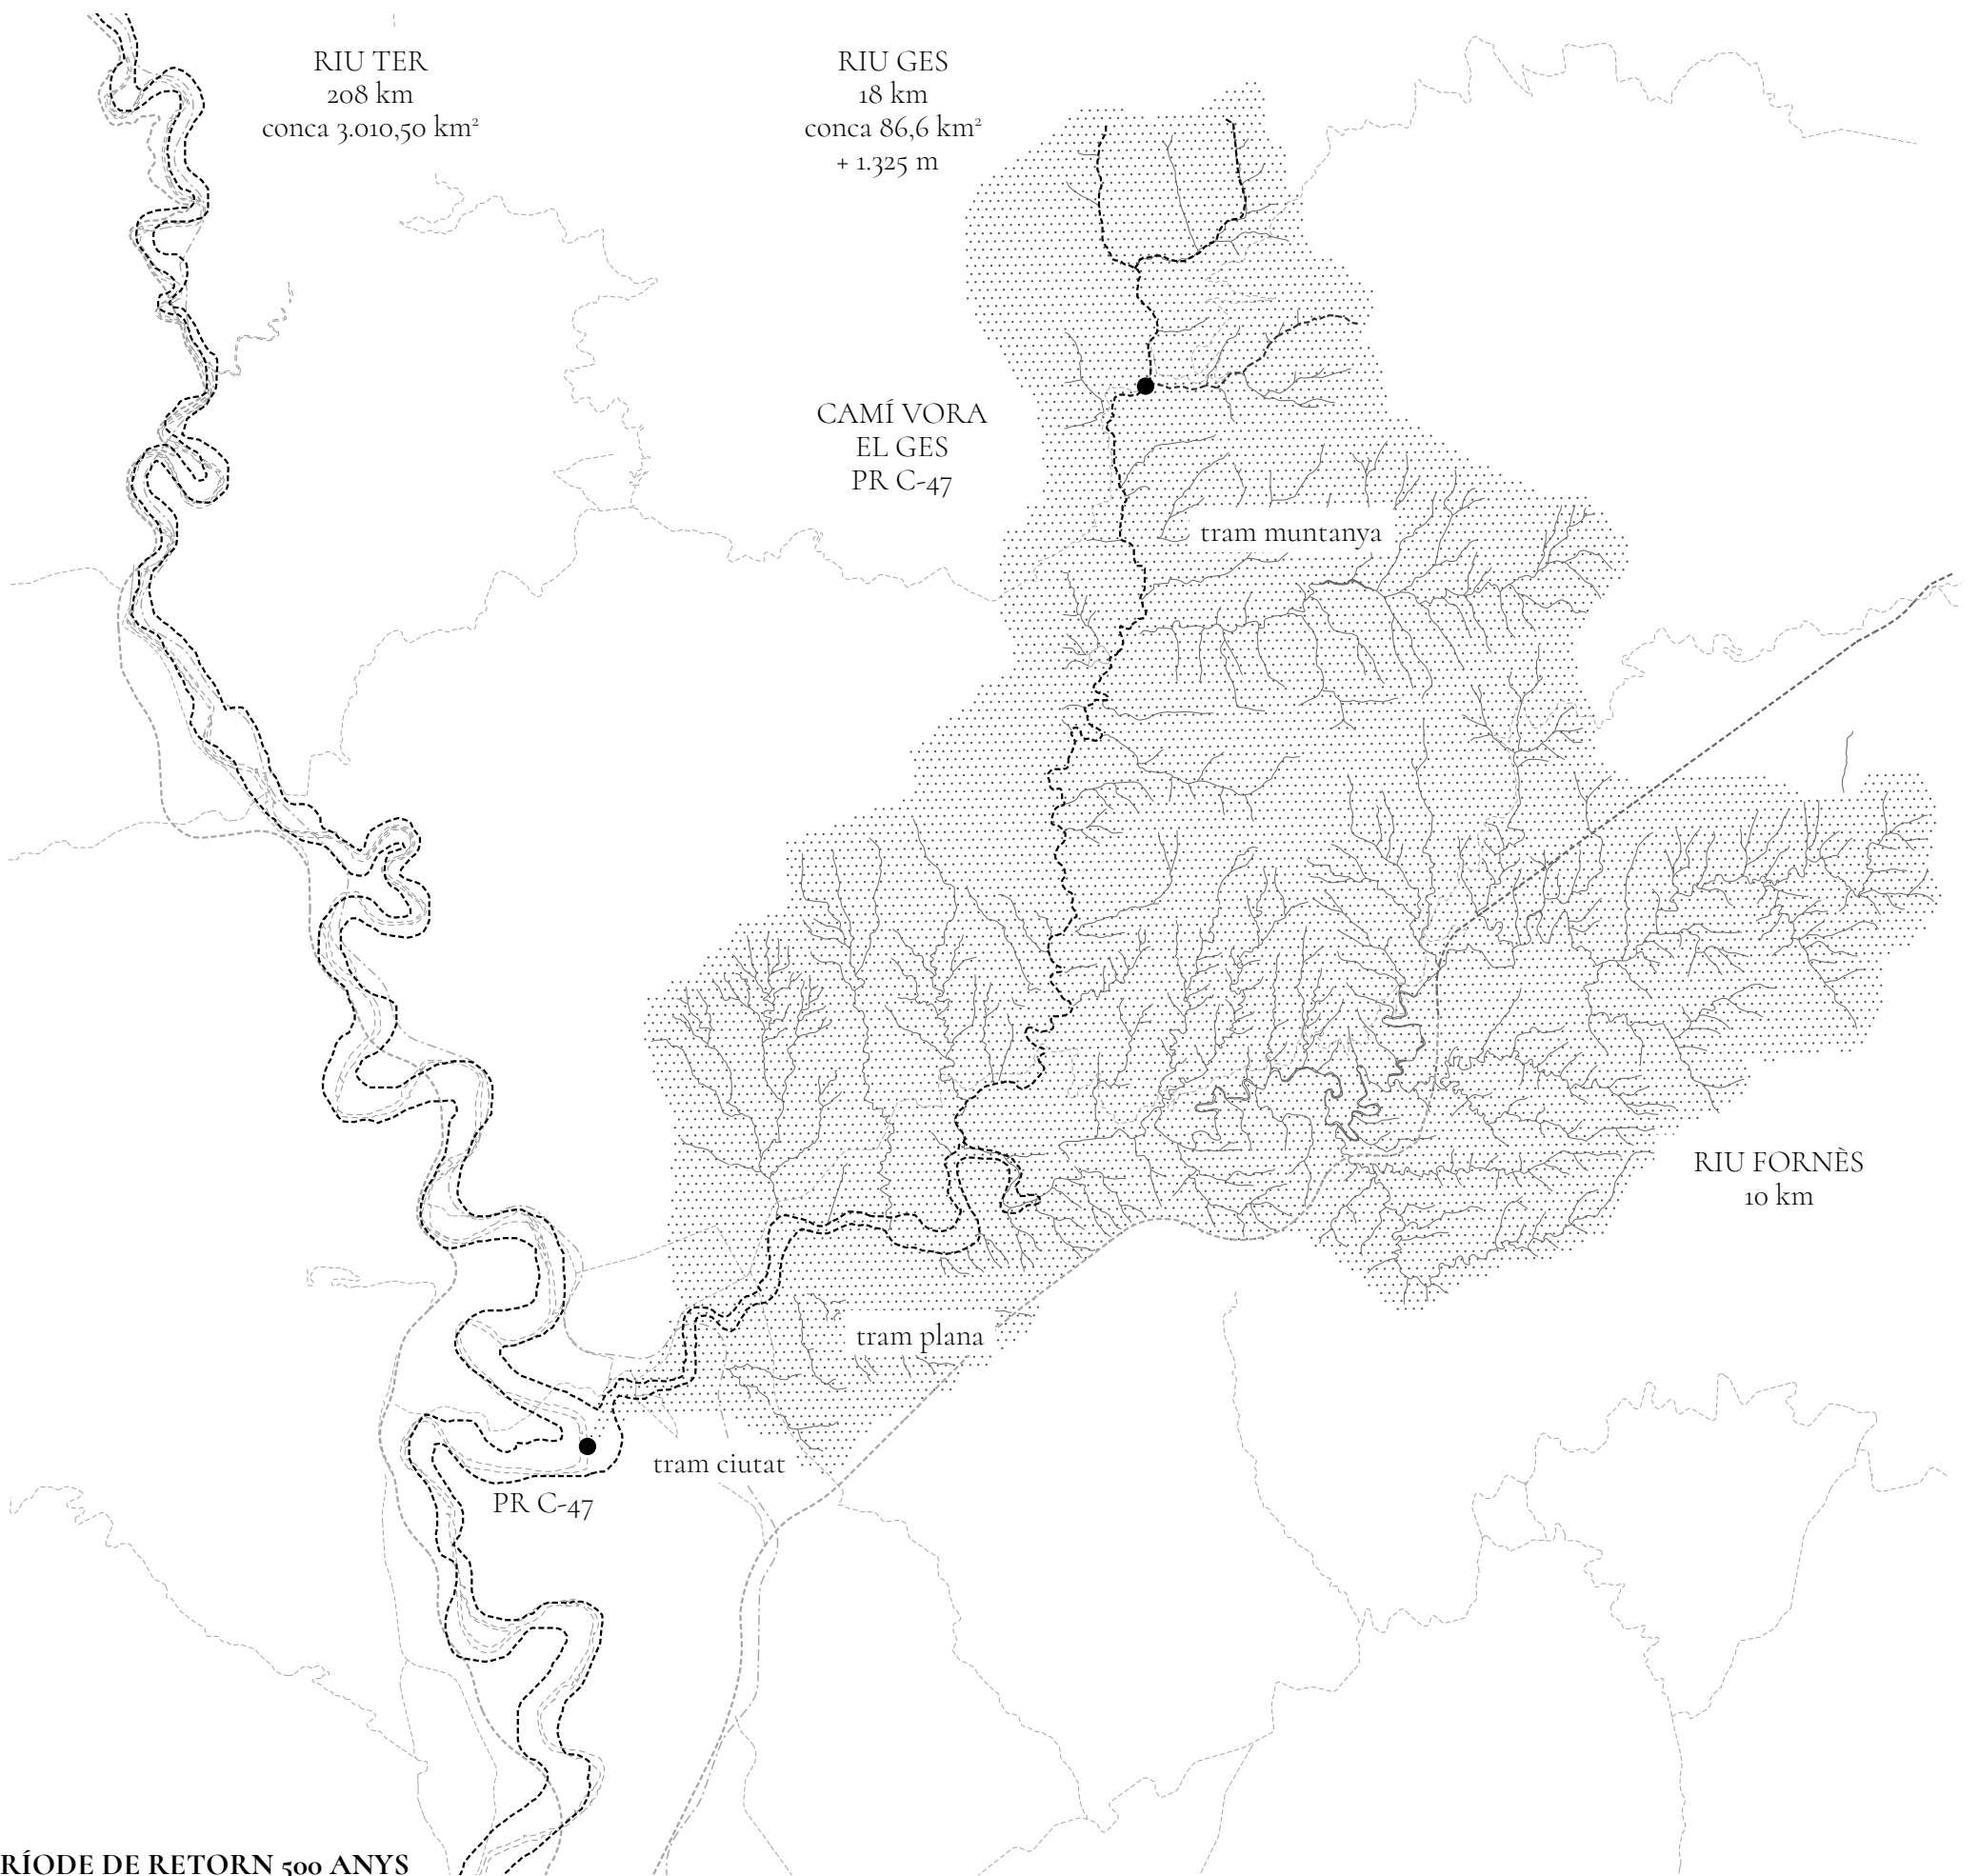 RIU TER
208 km
conca 3.010,50 km²
RIU GES
18 km
conca 86,6 km²
+ 1.325 m
CAMÍ VORA
EL GES
PR C-47
tram muntanya
RIU FORNÈS
10 km
tram plana
tram ciutat
PR C-47
RÍODE DE RETORN 500 ANYS